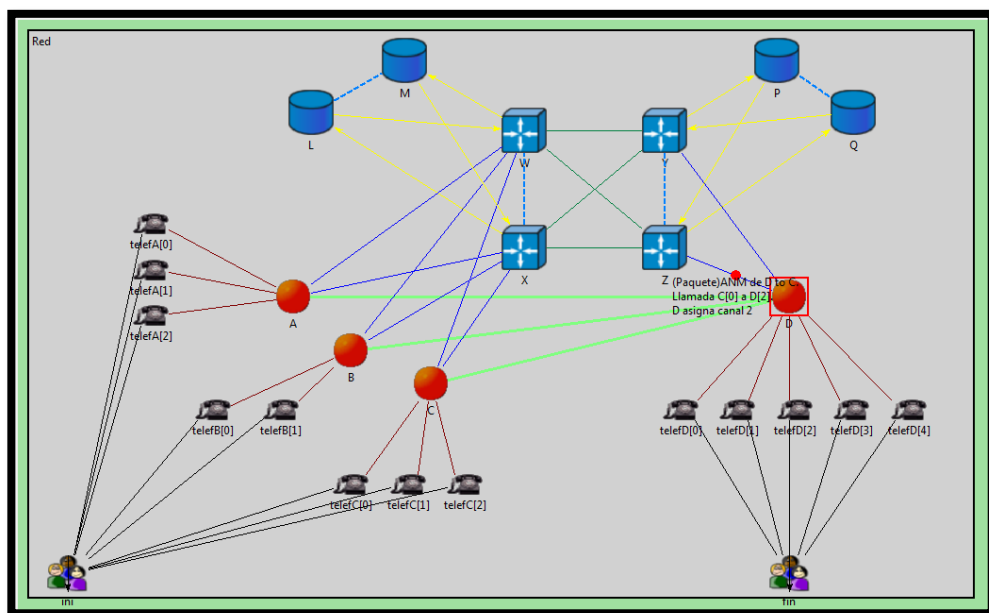 Red
M
P
L
Q
W
Y
telefA[0]
X
Z
(Paquete)ANM de D to C,
Llamada C[0] a D[2],
D asigna canal 2
telefA[1]
telefA[2]
A
D
B
C
telefB[0]
telefB[1]
telefD[0]
telefD[1]
telefD[2]
telefD[3]
telefD[4]
telefC[0]
telefC[1]
telefC[2]
ini
fin